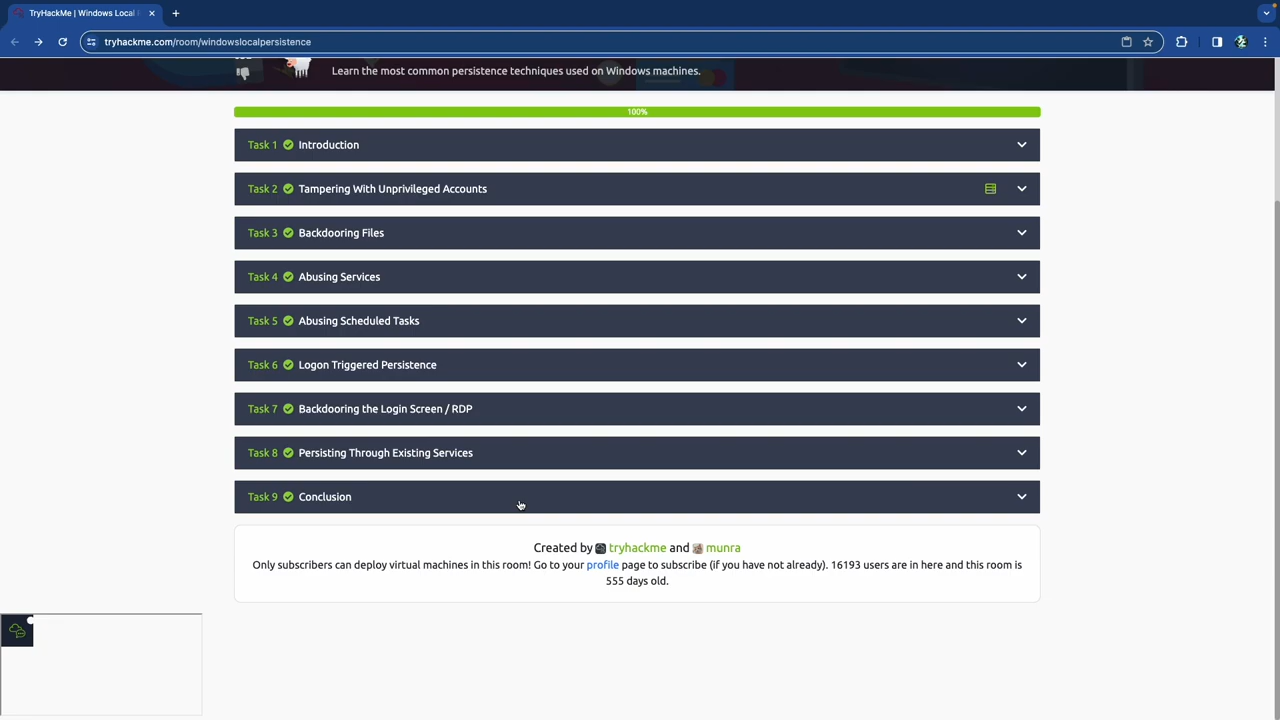 TryHackMe | Windows Local
tryhackme.com/room/windowslocalpersistence
Learn the most common persistence techniques used on Windows machines.
100%
Task 1 Introduction
Task 2 Tampering With Unprivileged Accounts
Task 3 Backdooring Files
Task 4 Abusing Services
Task 5 Abusing Scheduled Tasks
Task 6 Logon Triggered Persistence
Task 7 Backdooring the Login Screen / RDP
Task 8 Persisting Through Existing Services
Task 9 Conclusion
Created by tryhackme and munra
Only subscribers can deploy virtual machines in this room! Go to your profile page to subscribe (if you have not already). 16193 users are in here and this room is
555 days old.